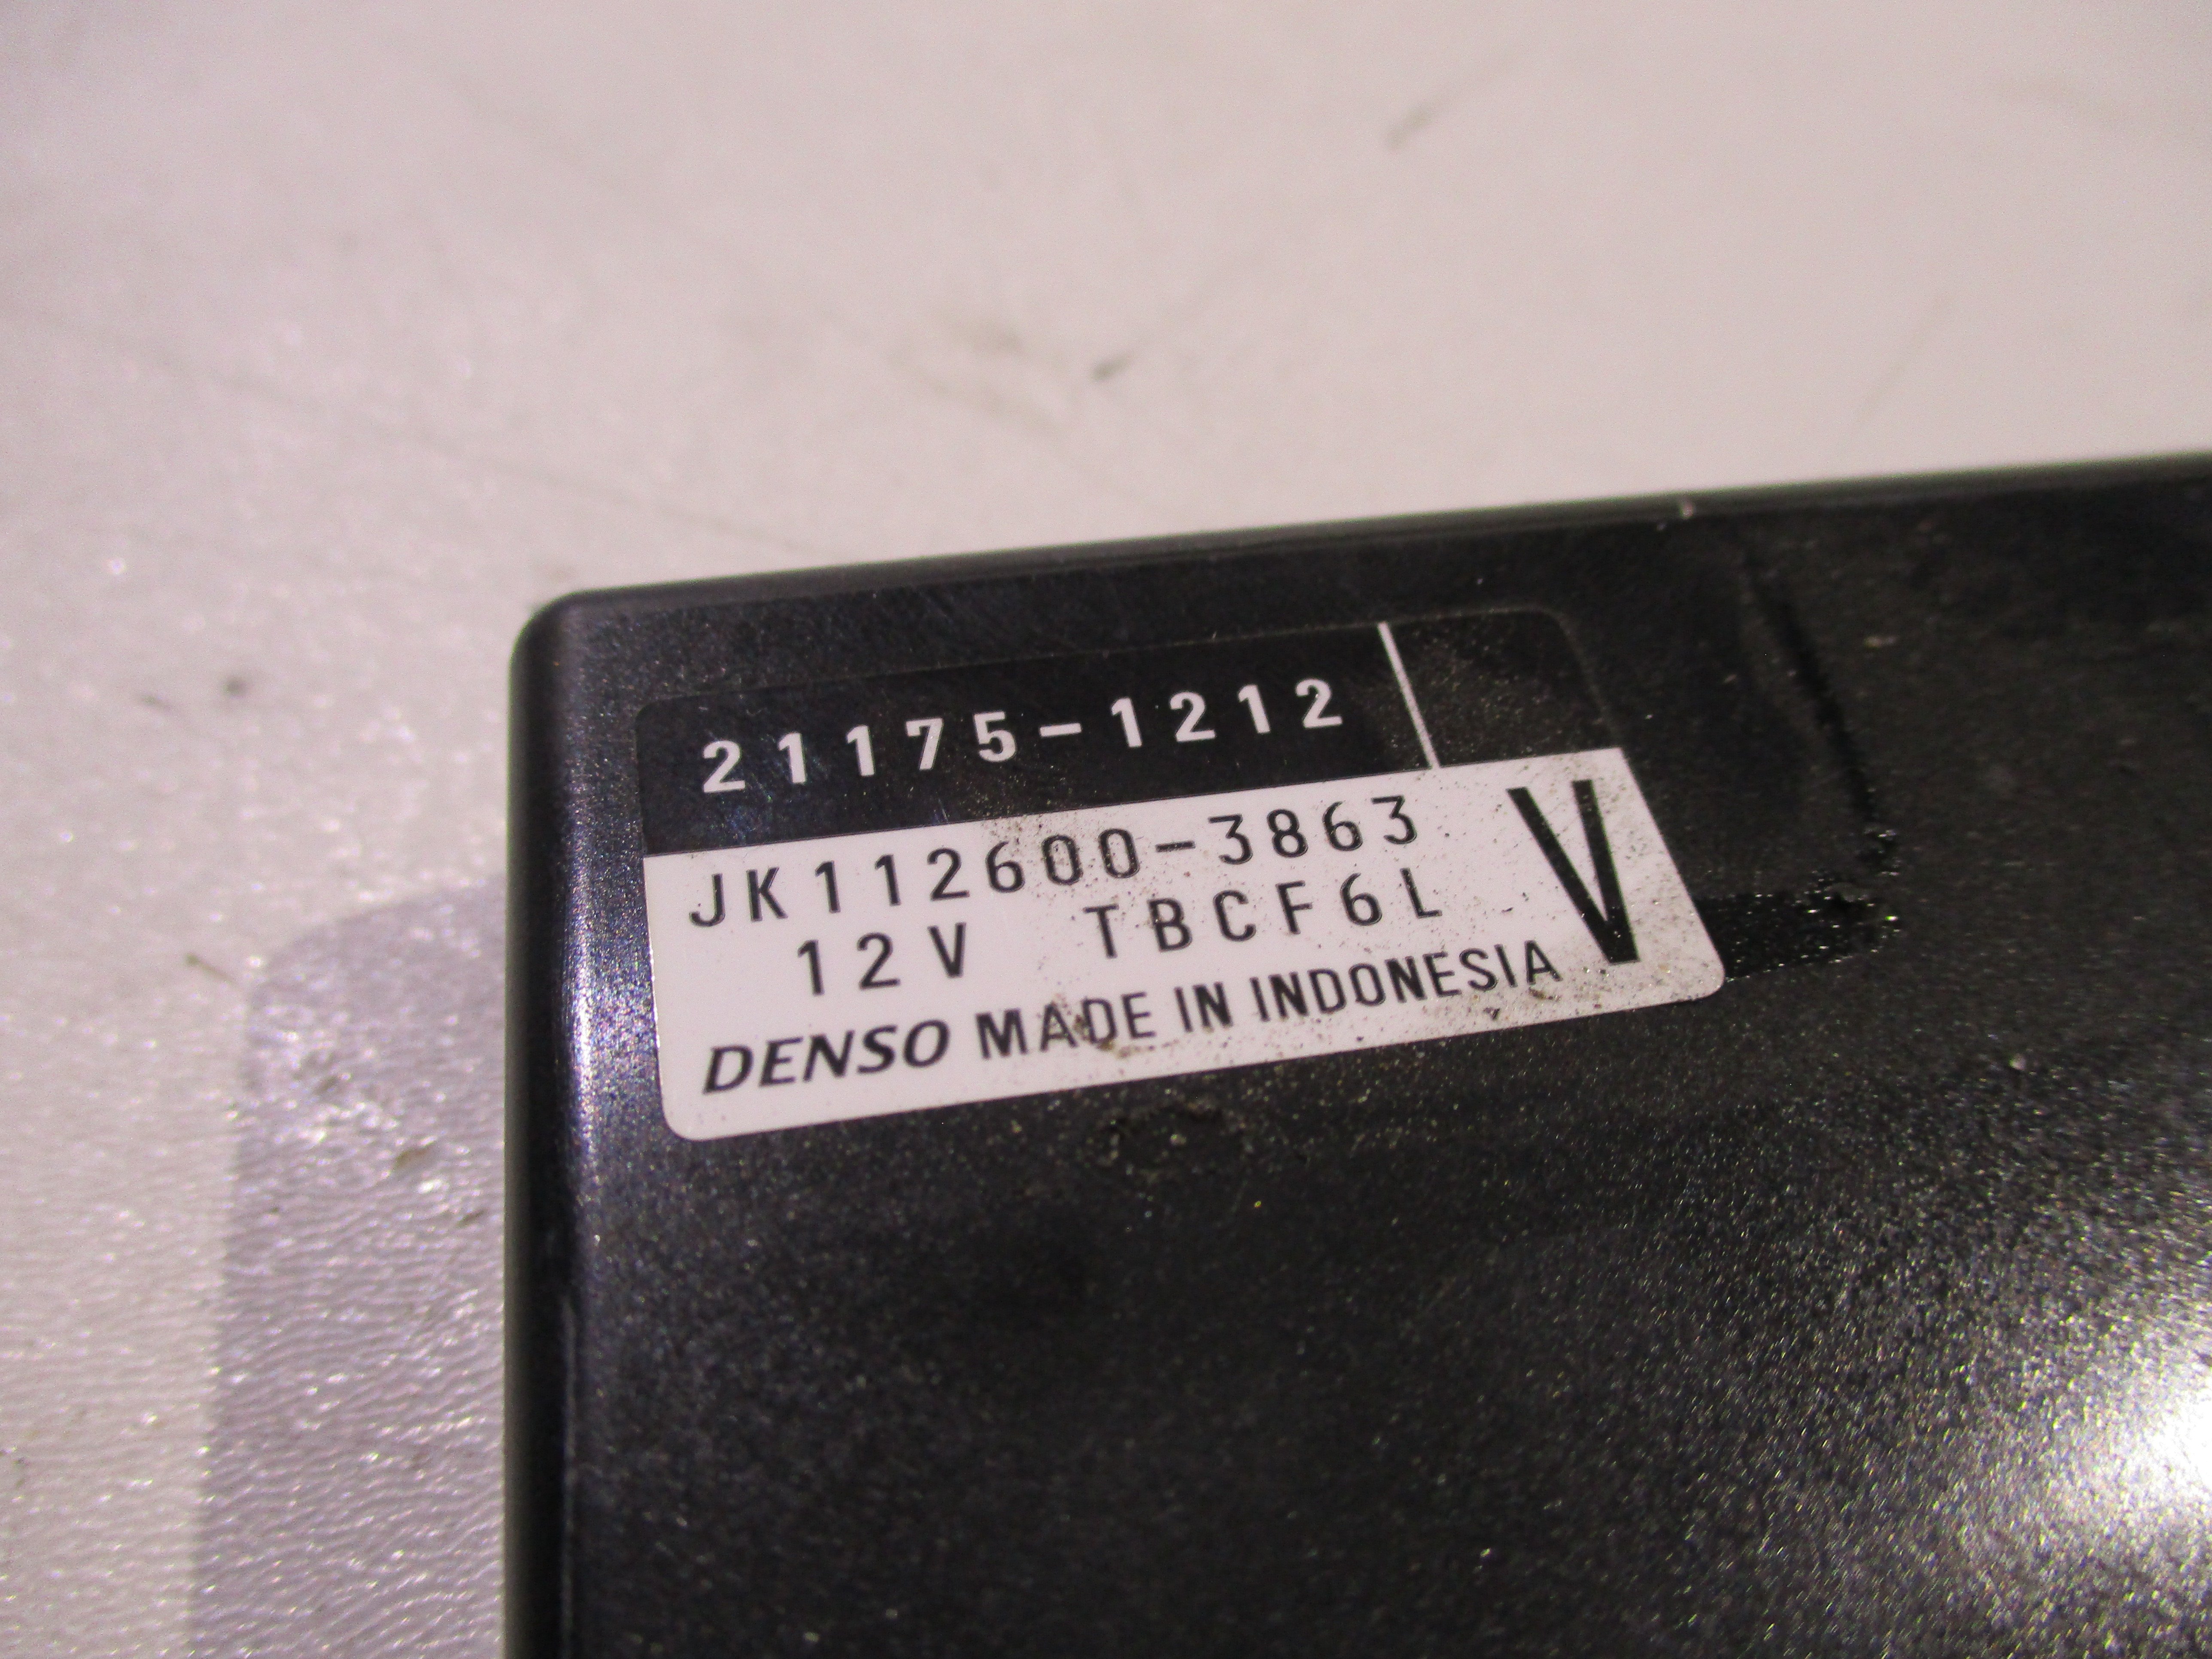 21175-1212
JK112600-3863
12V TBCF6L V
DENSO MADE IN INDONESIA